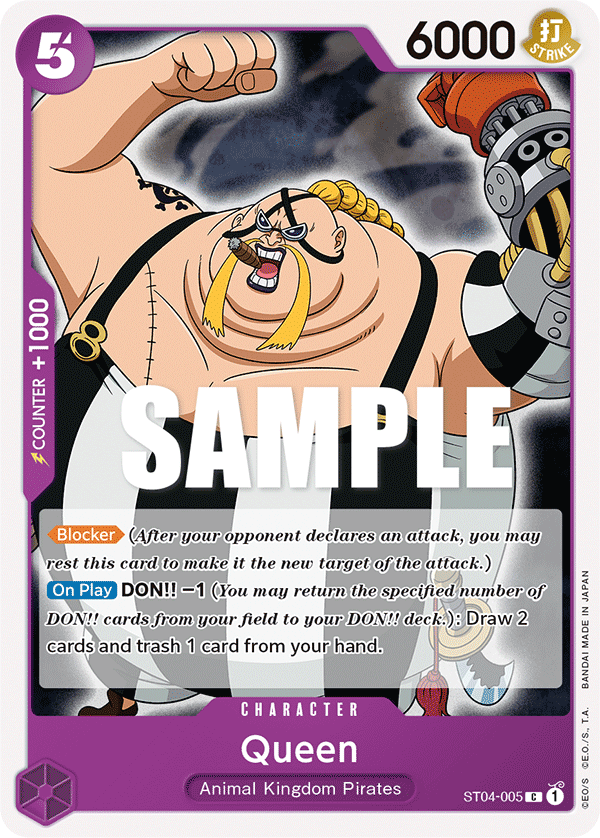 5
6000
打
STRIKE
COUNTER +1000
SAMPLE
Blocker (After your opponent declares an attack, you may
rest this card to make it the new target of the attack.)
On Play DON!! −1 (You may return the specified number of
DON!! cards from your field to your DON!! deck.): Draw 2
cards and trash 1 card from your hand.
CHARACTER
Queen
Animal Kingdom Pirates
ST04-005 C 1
©EO/S ©E.O./S., T.A. BANDAI MADE IN JAPAN